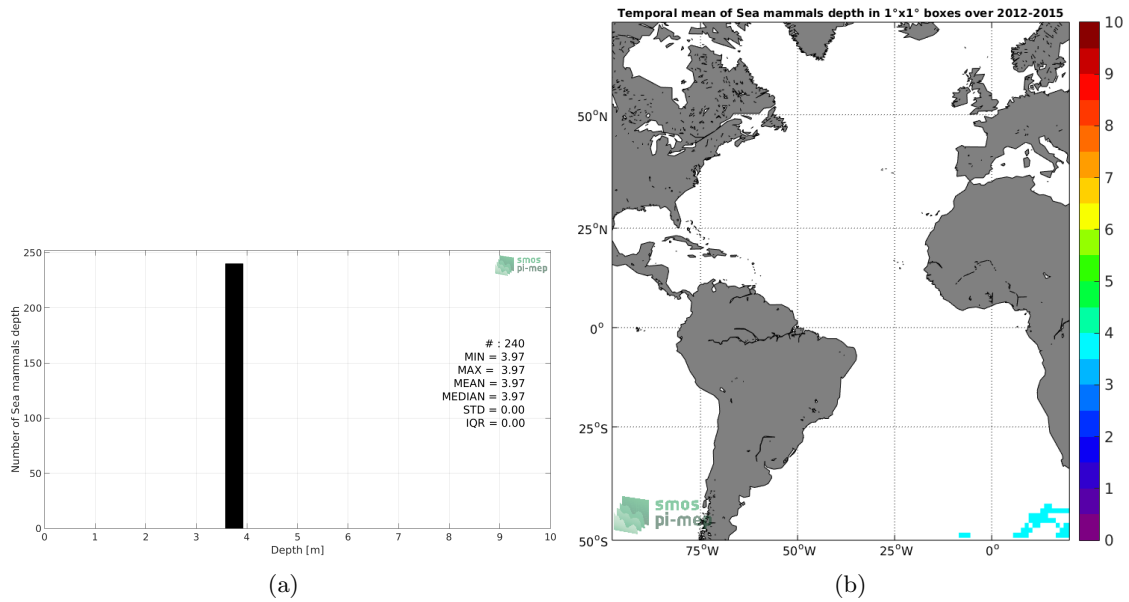 250
200
150
100
50
0
0 1 2 3 4 5 6 7 8 9 10
Number of Sea mammals depth
Depth [m]
smos
pi-mep
# : 240
MIN = 3.97
MAX = 3.97
MEAN = 3.97
MEDIAN = 3.97
STD = 0.00
IQR = 0.00
(a)
Temporal mean of Sea mammals depth in 1°x1° boxes over 2012-2015
50°N
25°N
0°
25°S
50°S
75°W 50°W 25°W 0°
smos
pi-mep
10
9
8
7
6
5
4
3
2
1
0
(b)